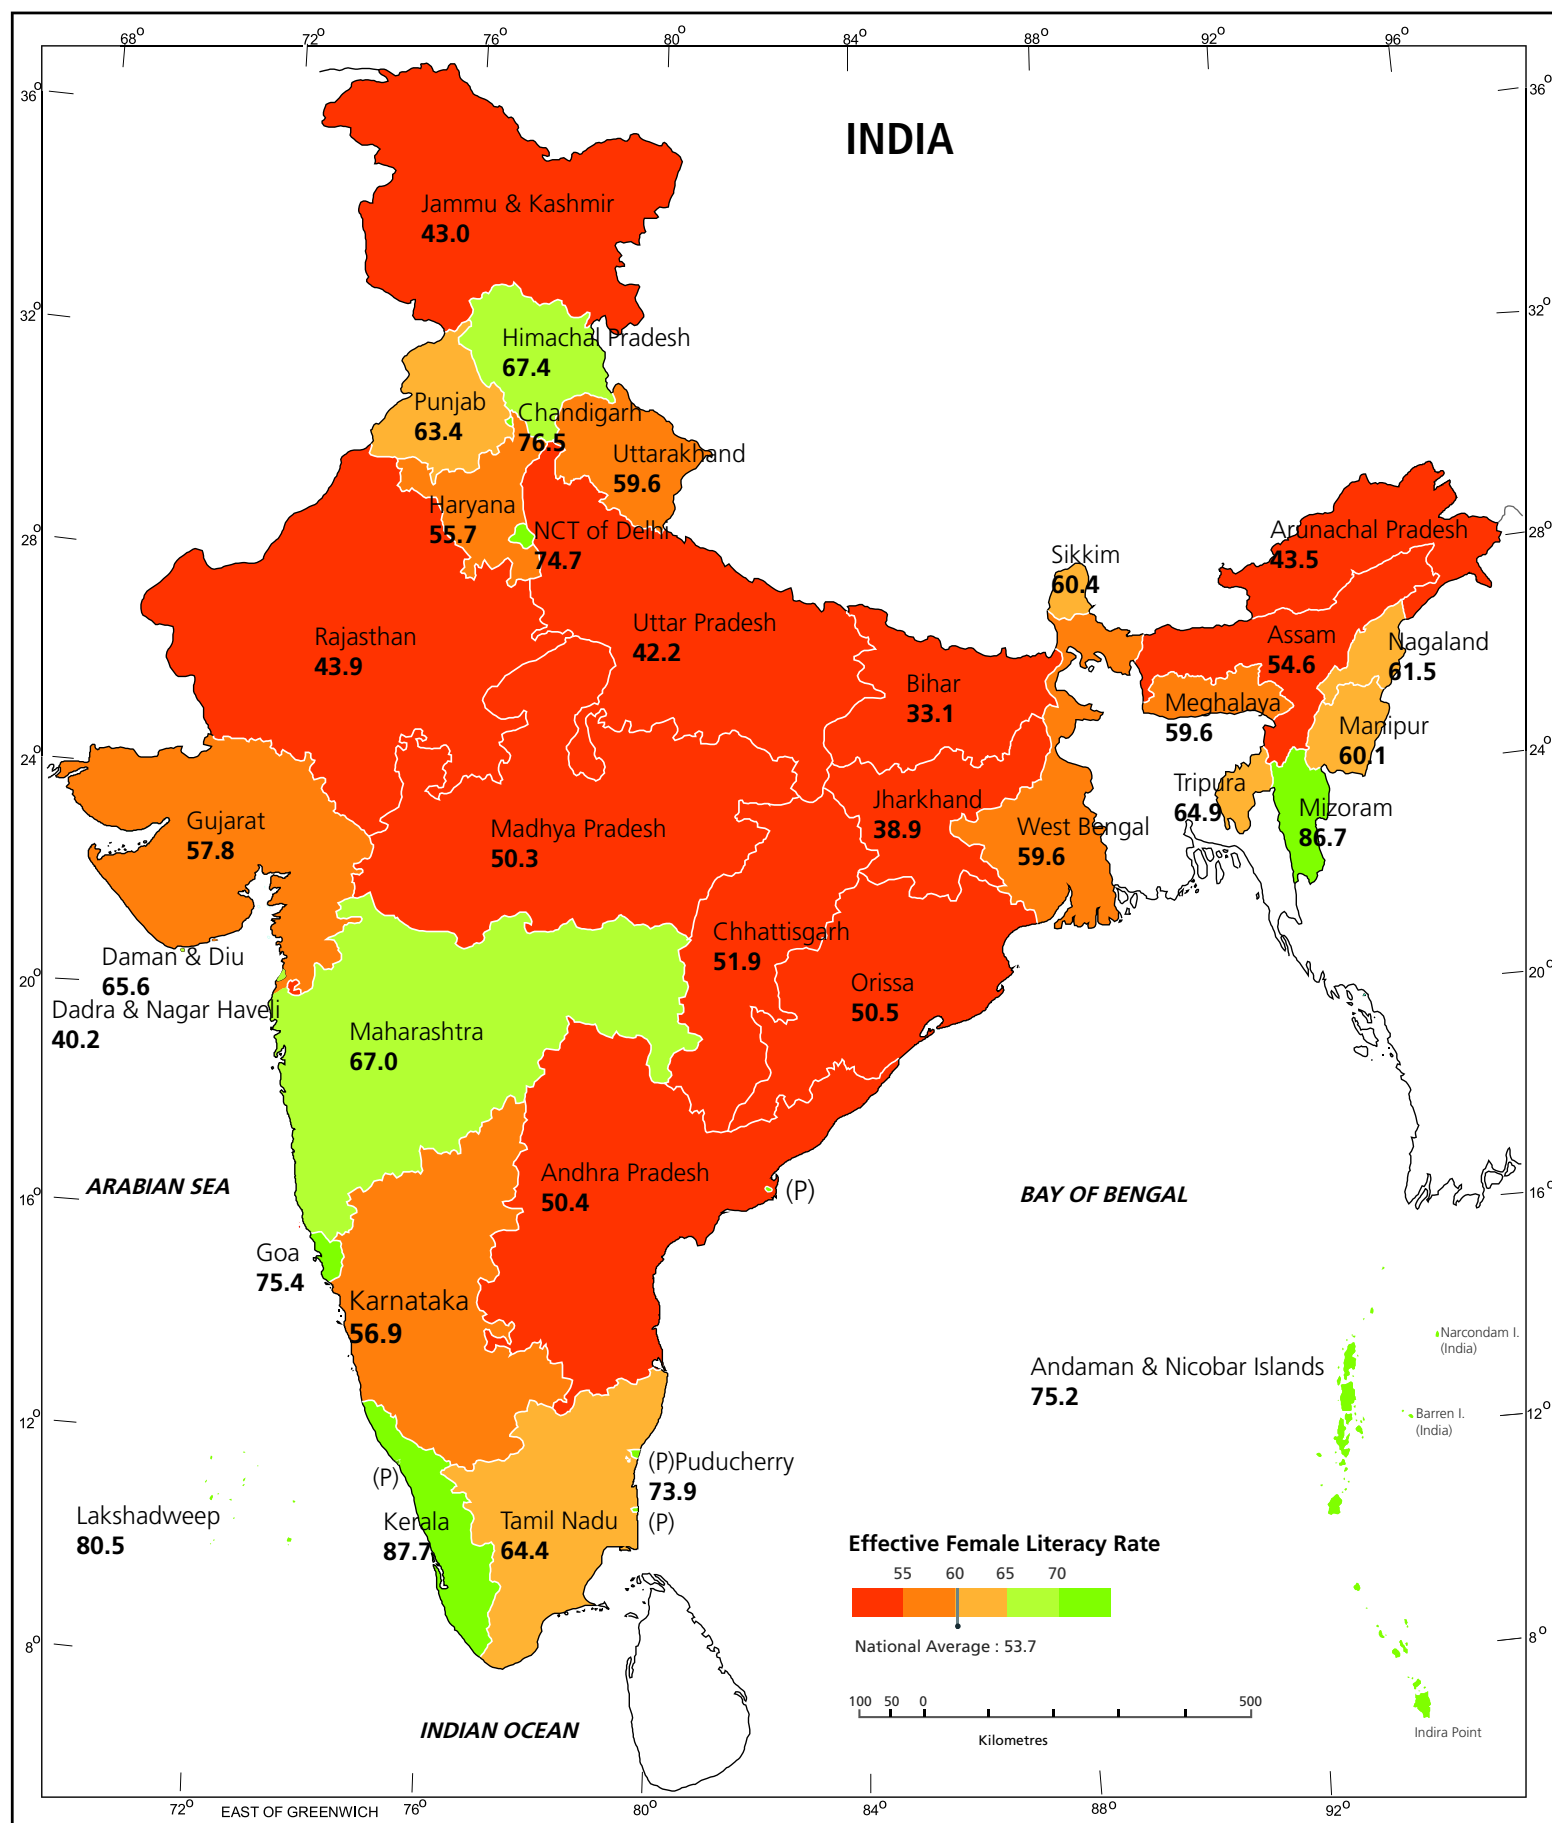 68° 72° 76° 80° 84° 88° 92° 96°
36° 36°
INDIA
Jammu & Kashmir
43.0
32° 32°
Himachal Pradesh
67.4
Punjab
63.4
Chandigarh
76.5
Uttarakhand
59.6
Haryana
55.7
NCT of Delhi
74.7
28° 28°
Arunachal Pradesh
43.5
Sikkim
60.4
Rajasthan
43.9
Uttar Pradesh
42.2
Assam
54.6
Nagaland
61.5
Bihar
33.1
Meghalaya
59.6
Manipur
60.1
24° 24°
Tripura
64.9
Mizoram
86.7
Gujarat
57.8
Madhya Pradesh
50.3
Jharkhand
38.9
West Bengal
59.6
Daman & Diu
65.6
Chhattisgarh
51.9
20° 20°
Dadra & Nagar Haveli
40.2
Orissa
50.5
Maharashtra
67.0
ARABIAN SEA
Andhra Pradesh
50.4
(P)
BAY OF BENGAL
16° 16°
Goa
75.4
Karnataka
56.9
Narcondam I.
(India)
Andaman & Nicobar Islands
75.2
12° 12°
Barren I.
(India)
(P)
(P)Puducherry
73.9
Lakshadweep
80.5
Kerala
87.7
Tamil Nadu
64.4
(P)
Effective Female Literacy Rate
55 60 65 70
National Average : 53.7
8° 8°
100 50 0 500
Kilometres
INDIAN OCEAN
Indira Point
72° EAST OF GREENWICH 76° 80° 84° 88° 92°